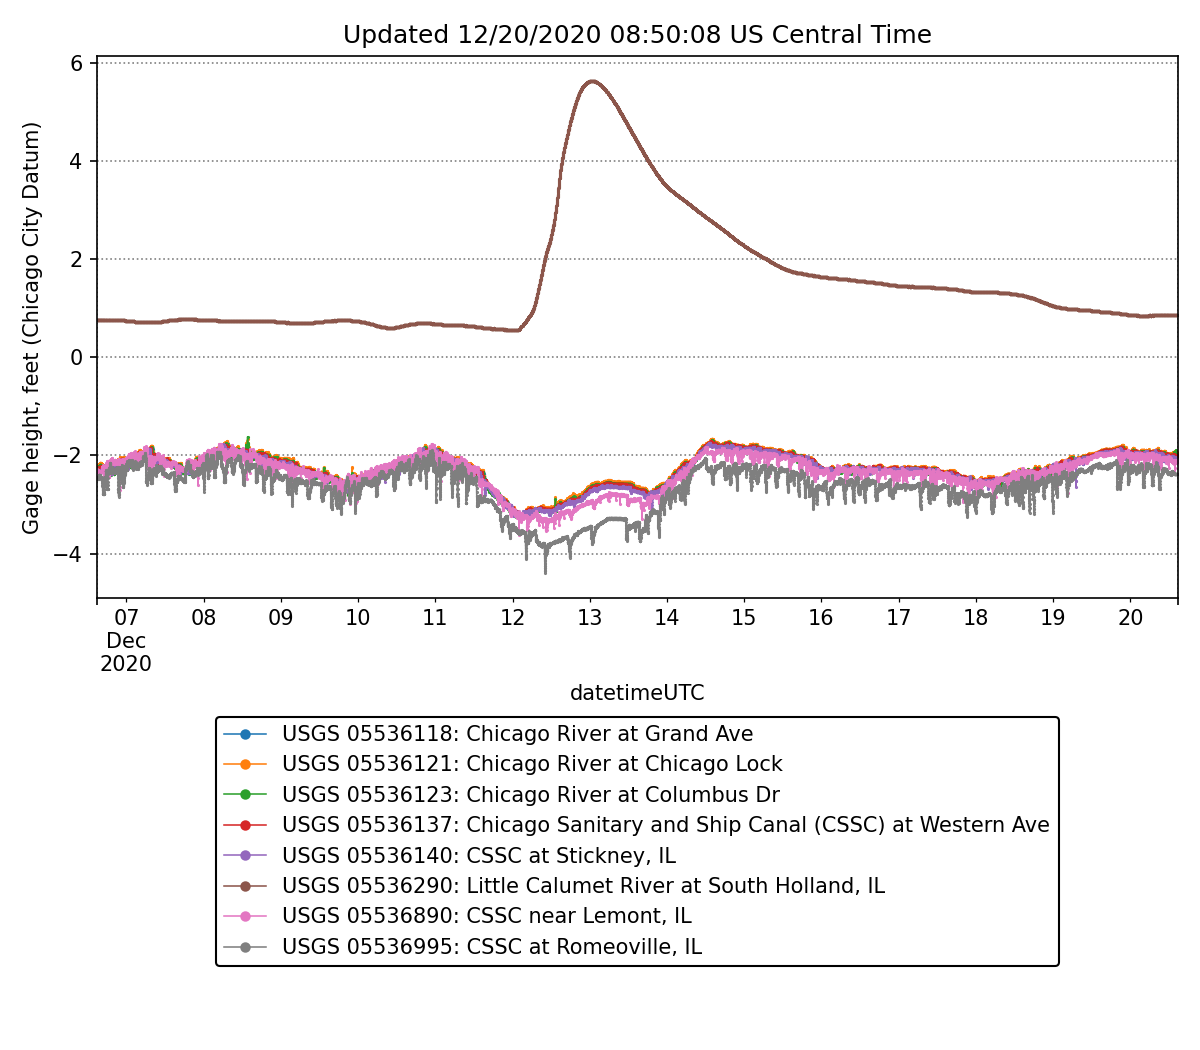 Updated 12/20/2020 08:50:08 US Central Time
Gage height, feet (Chicago City Datum)
6
4
2
0
−2
−4
07 08 09 10 11 12 13 14 15 16 17 18 19 20
Dec
2020
datetimeUTC
USGS 05536118: Chicago River at Grand Ave
USGS 05536121: Chicago River at Chicago Lock
USGS 05536123: Chicago River at Columbus Dr
USGS 05536137: Chicago Sanitary and Ship Canal (CSSC) at Western Ave
USGS 05536140: CSSC at Stickney, IL
USGS 05536290: Little Calumet River at South Holland, IL
USGS 05536890: CSSC near Lemont, IL
USGS 05536995: CSSC at Romeoville, IL